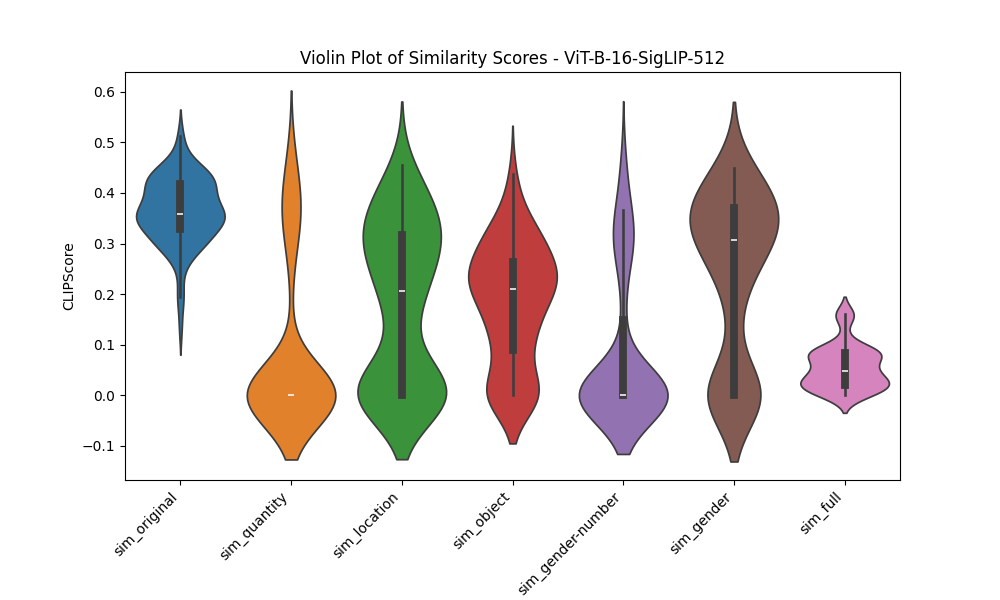 Violin Plot of Similarity Scores - ViT-B-16-SigLIP-512
CLIPScore
0.6
0.5
0.4
0.3
0.2
0.1
0.0
−0.1
sim_original
sim_quantity
sim_location
sim_object
sim_gender-number
sim_gender
sim_full